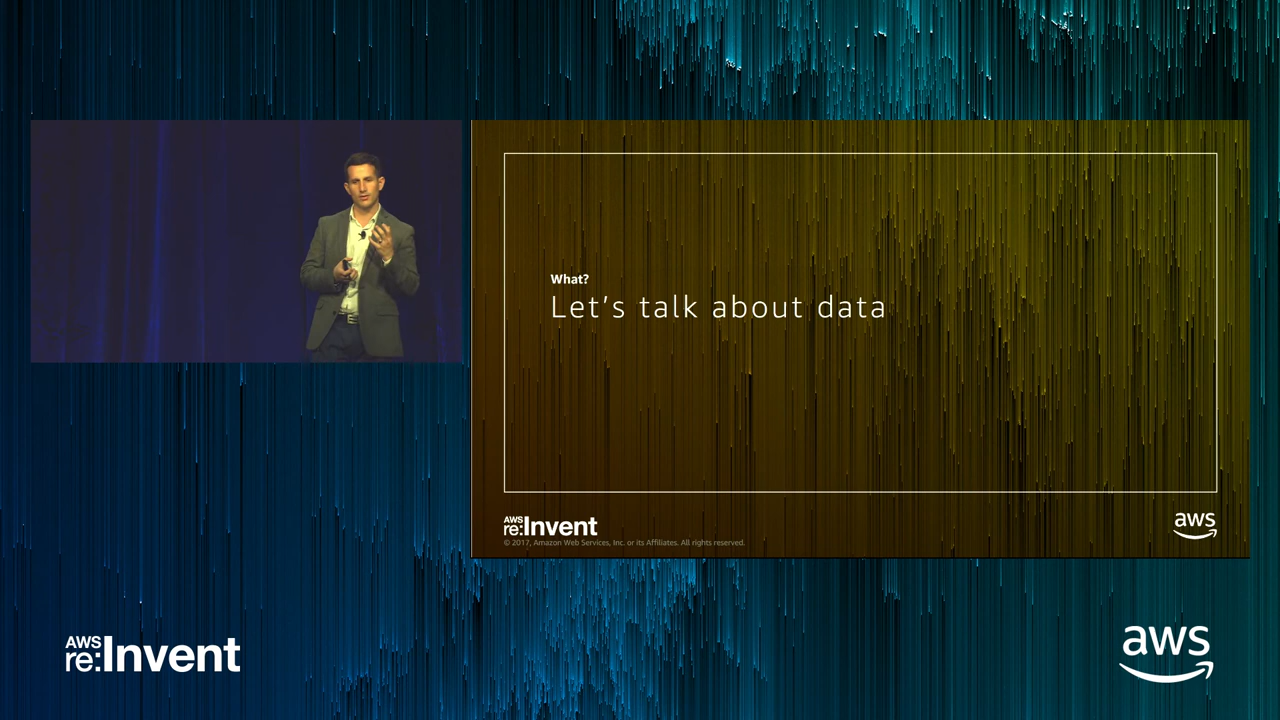 What?
Let's talk about data
AWS
re:Invent
aws
© 2017, Amazon Web Services, Inc. or its Affiliates. All rights reserved.
AWS
re:Invent
aws